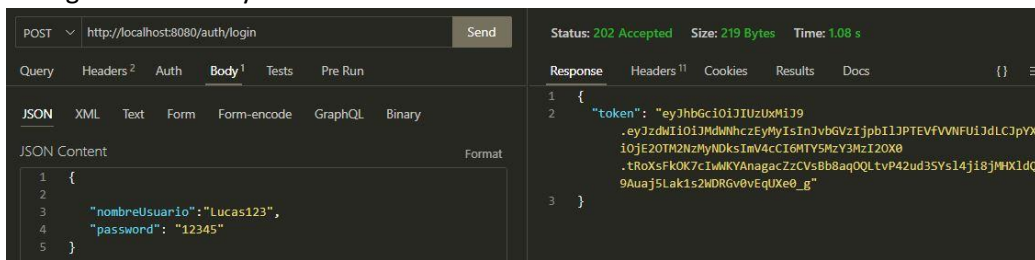 POST http://localhost:8080/auth/login Send
Status: 202 Accepted Size: 219 Bytes Time: 1.08 s
Query Headers 2 Auth Body 1 Tests Pre Run
Response Headers 11 Cookies Results Docs {}
JSON XML Text Form Form-encode GraphQL Binary
JSON Content Format
1 {
2
3 "nombreUsuario":"Lucas123",
4 "password": "12345"
5 }
1 {
2 "token": "eyJhbGciOiJIUzUxMiJ9
.eyJzdWIiOiJMdWNhczEyMyIsInJvbGVzIjpbIlJPTEVfVVNFUiJdLCJpYX
iOjE2OTM2NzMyNDksImV4cCI6MTY5MzY3MzI2OX0
.tRoXsFkOK7cIwWKYAnagacZzCVsBb8aqOQLtvP42ud3SYsl4ji8jMHXldQ
9Auaj5Lak1s2WDRGv0vEqUXe0_g"
3 }